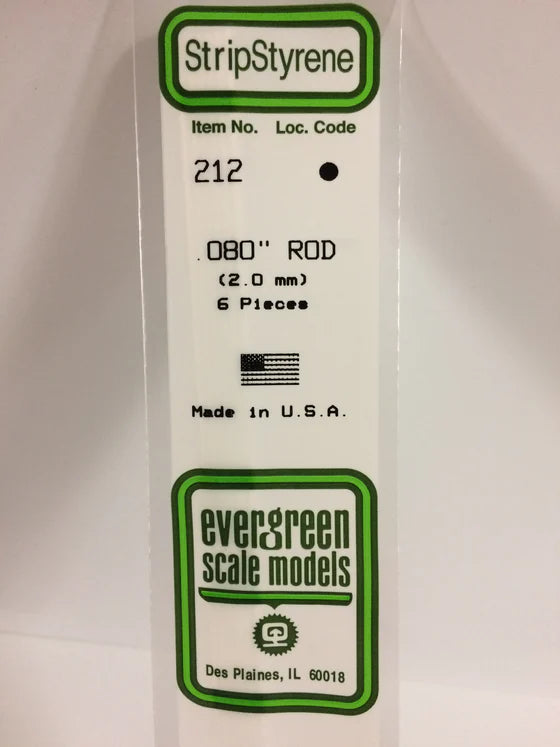 StripStyrene
Item No. Loc. Code
212
.080" ROD
(2.0 mm)
6 Pieces
Made in U.S.A.
evergreen
scale models
Des Plaines, IL 60018